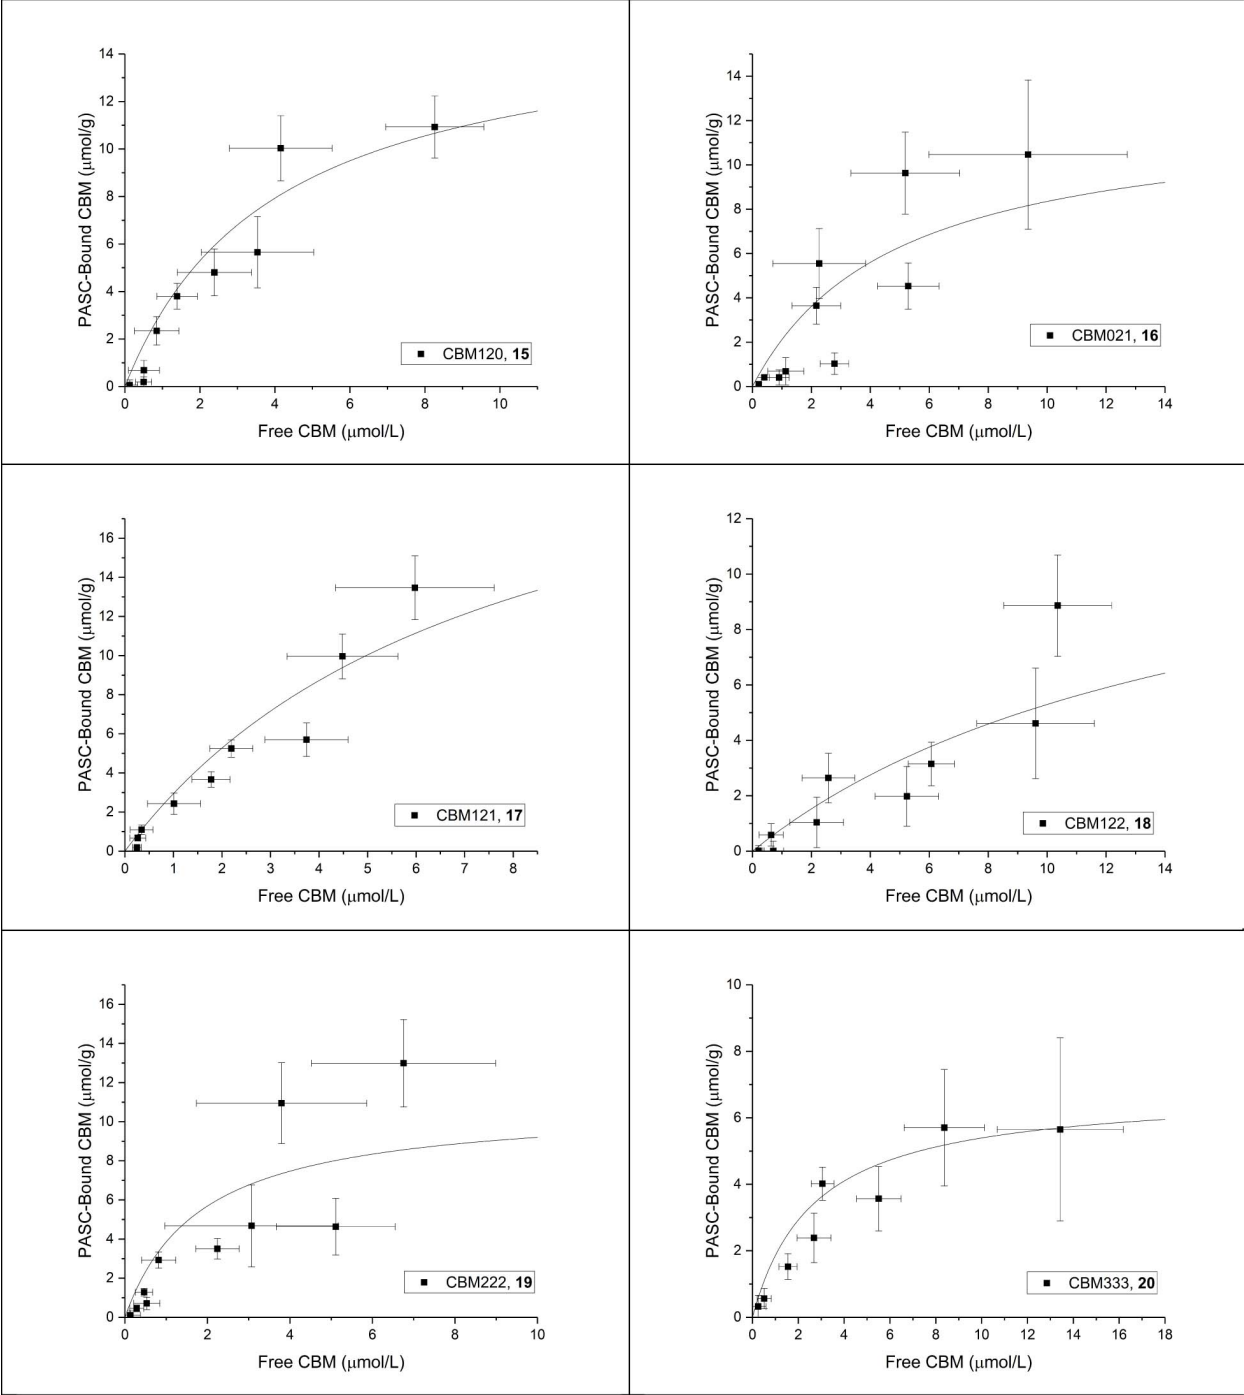 14
12
10
8
6
4
2
0
PASC-Bound CBM (μmol/g)
CBM120, 15
0 2 4 6 8 10
Free CBM (μmol/L)
14
12
10
8
6
4
2
0
PASC-Bound CBM (μmol/g)
CBM021, 16
0 2 4 6 8 10 12 14
Free CBM (μmol/L)
16
14
12
10
8
6
4
2
0
PASC-Bound CBM (μmol/g)
CBM121, 17
0 1 2 3 4 5 6 7 8
Free CBM (μmol/L)
12
10
8
6
4
2
0
PASC-Bound CBM (μmol/g)
CBM122, 18
0 2 4 6 8 10 12 14
Free CBM (μmol/L)
16
14
12
10
8
6
4
2
0
PASC-Bound CBM (μmol/g)
CBM222, 19
0 2 4 6 8 10
Free CBM (μmol/L)
10
8
6
4
2
0
PASC-Bound CBM (μmol/g)
CBM333, 20
0 2 4 6 8 10 12 14 16 18
Free CBM (μmol/L)